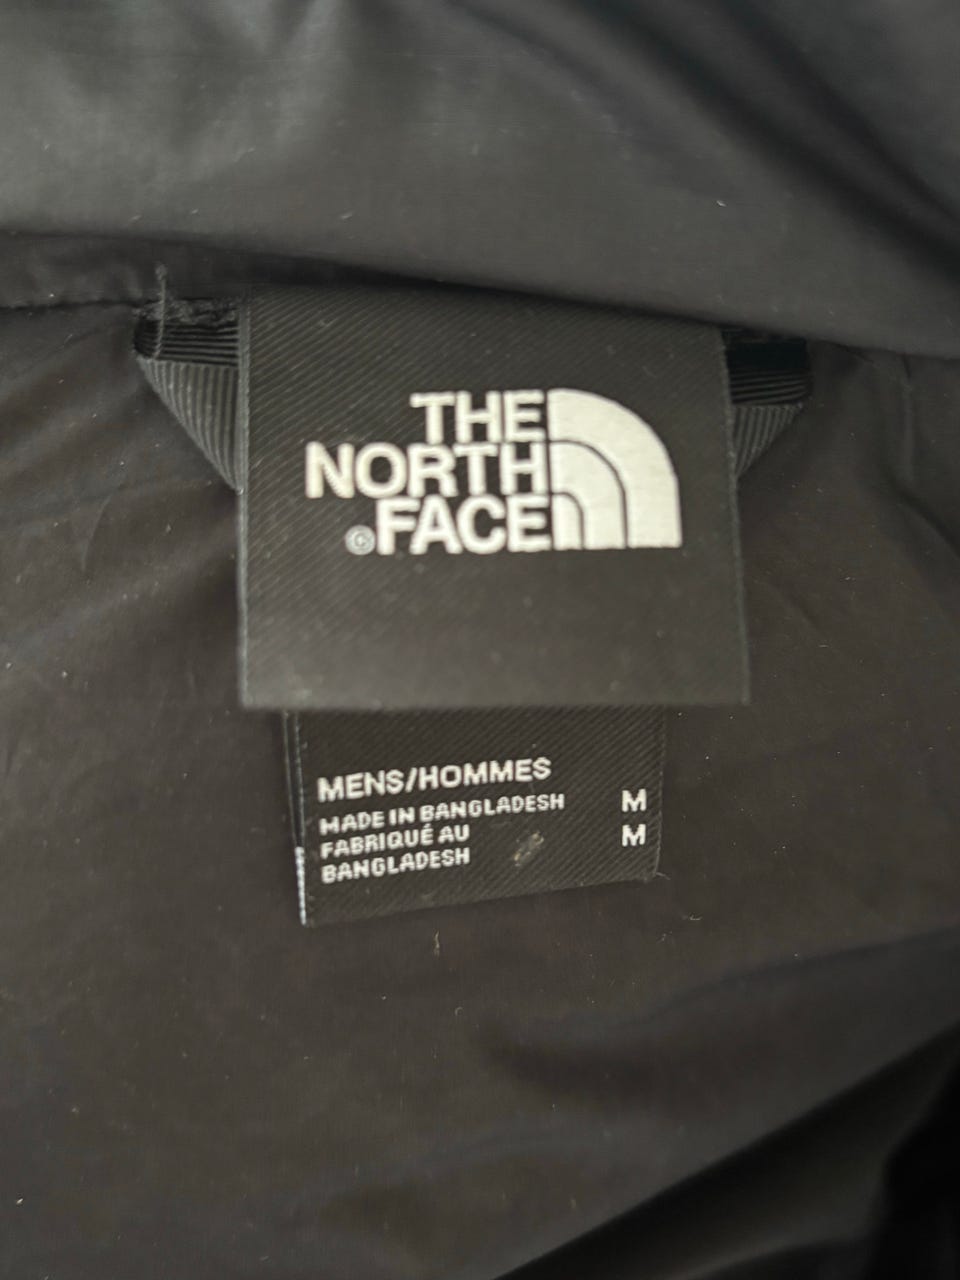 THE
NORTH
©FACE
MENS/HOMMES
MADE IN BANGLADESH M
FABRIQUÉ AU M
BANGLADESH